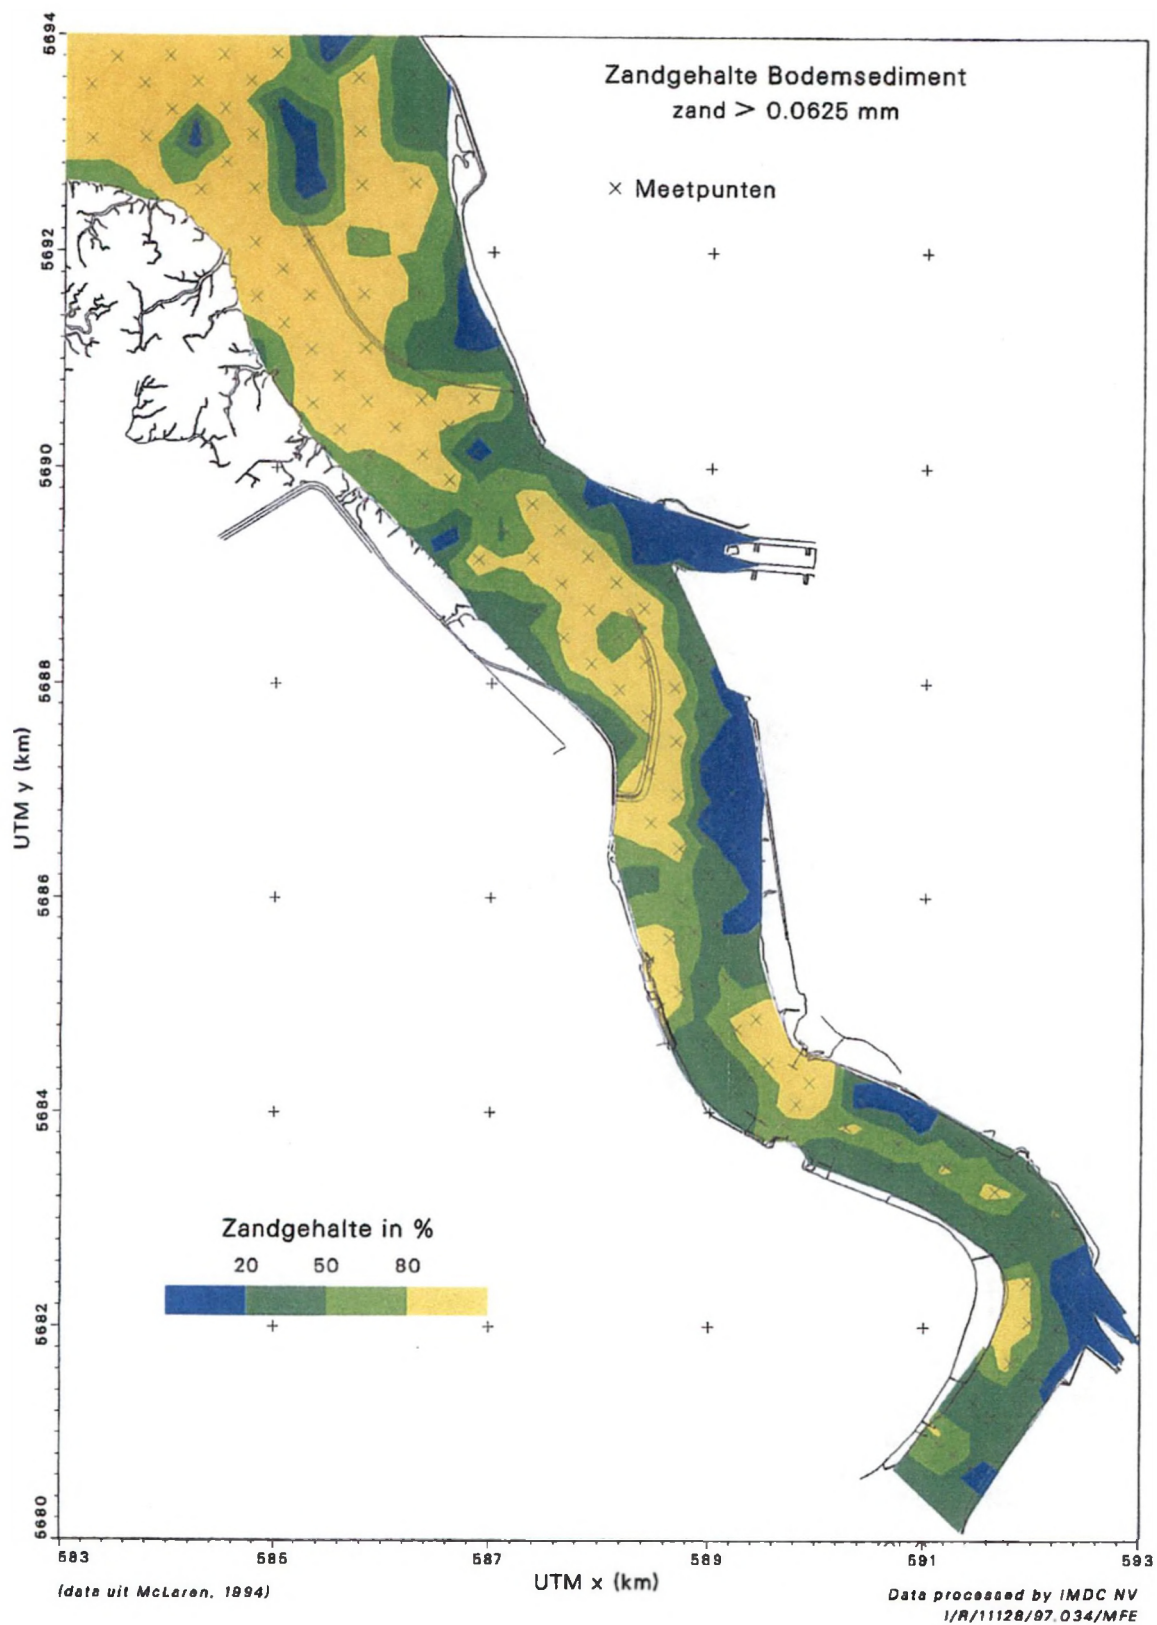 Zandgehalte Bodemsediment
zand > 0.0625 mm
× Meetpunten
5694
5692
5690
5688
5686
5684
5682
5680
UTM y (km)
Zandgehalte in %
20 50 80
583 585 587 589 591 593
UTM x (km)
(data uit McLaren, 1994)
Data processed by IMDC NV
I/R/11128/97.034/MFE